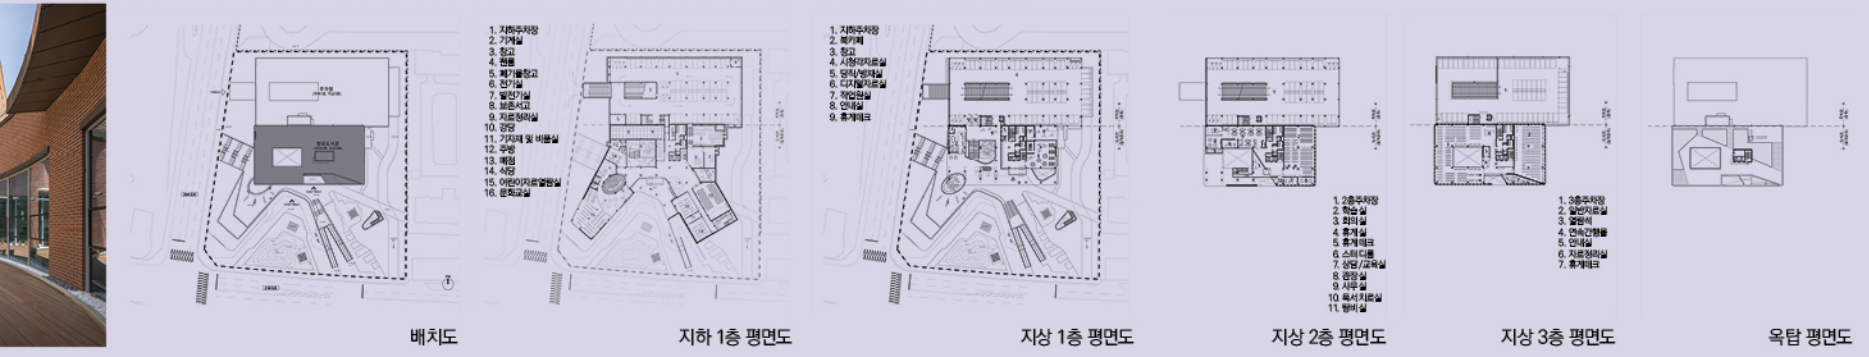 배치도
1. 지하주차장
2. 기계실
3. 창고
4. 펜룸
5. 폐기물창고
6. 전기실
7. 발전기실
8. 보존서고
9. 자료정리실
10. 강당
11. 기자재 및 비품실
12. 주방
13. 매점
14. 식당
15. 어린이자료열람실
16. 문화교실
지하 1층 평면도
1. 지하주차장
2. 북카페
3. 창고
4. 시청각자료실
5. 당직/방재실
6. 디지털자료실
7. 작업원실
8. 안내실
9. 휴게데크
지상 1층 평면도
1. 2층주차장
2. 학습실
3. 회의실
4. 휴게실
5. 휴게데크
6. 스터디룸
7. 상담/교육실
8. 관장실
9. 사무실
10. 독서치료실
11. 탕비실
지상 2층 평면도
1. 3층주차장
2. 일반자료실
3. 열람석
4. 연속간행물
5. 안내실
6. 자료정리실
7. 휴게데크
지상 3층 평면도
옥탑 평면도